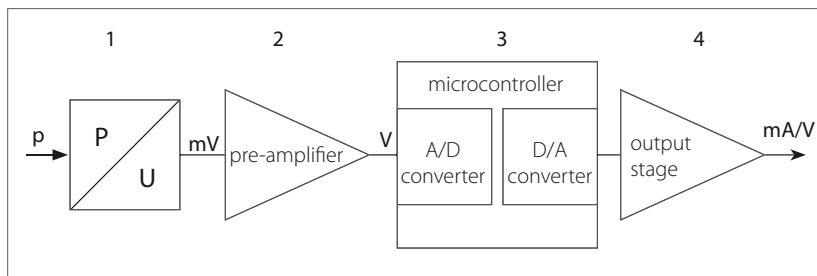 1
2
3
4
p
P
U
mV
pre-amplifier
V
microcontroller
A/D
converter
D/A
converter
output
stage
mA/V